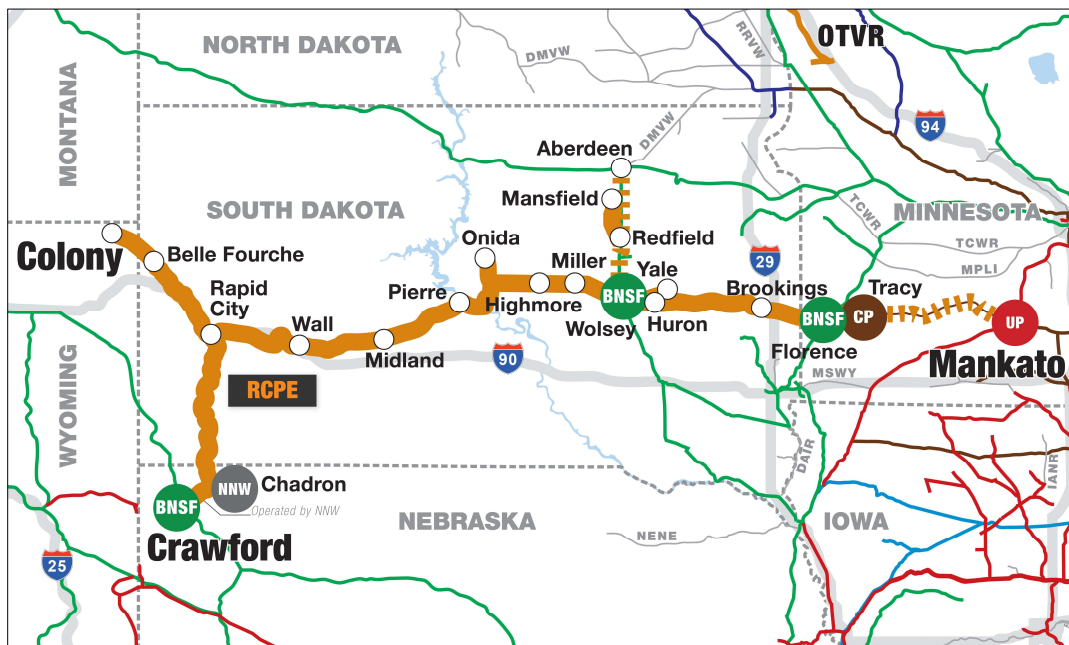 NORTH DAKOTA
OTVR
DMVW
RRVW
MONTANA
94
DMVW
Aberdeen
Mansfield
SOUTH DAKOTA
TCWR
MINNESOTA
Colony
Belle Fourche
Onida
Redfield
TCWR
29
MPLI
Miller
Yale
Rapid
City
Pierre
Highmore
BNSF
Brookings
Tracy
Wall
Wolsey
Huron
BNSF
CP
UP
Midland
90
Florence
Mankato
MSWY
WYOMING
RCPE
DAIR
IANR
NNW
Chadron
BNSF
Operated by NNW
NEBRASKA
IOWA
Crawford
NENE
25